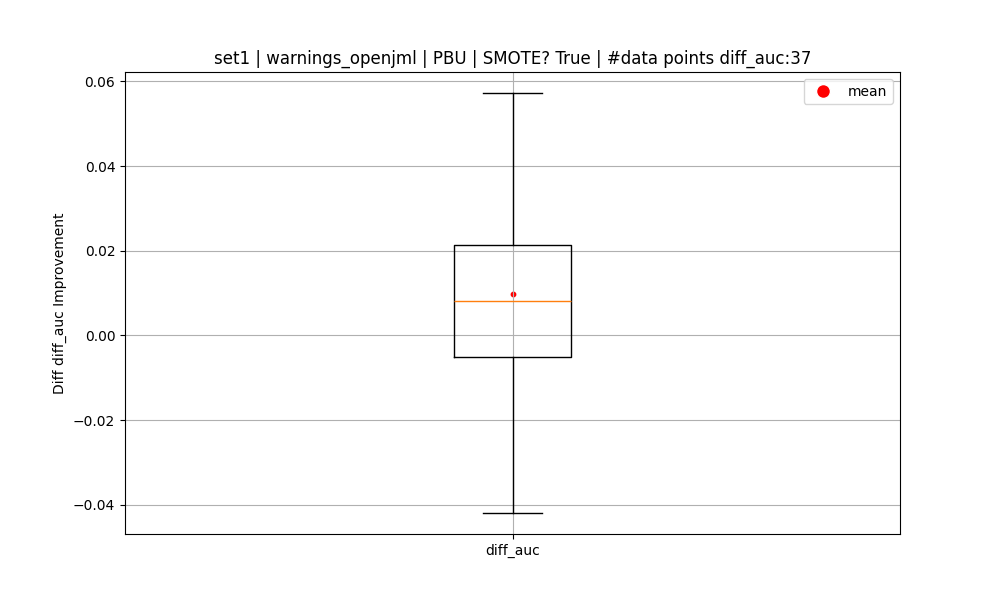 set1 | warnings_openjml | PBU | SMOTE? True | #data points diff_auc:37
mean
Diff diff_auc Improvement
0.06
0.04
0.02
0.00
−0.02
−0.04
diff_auc